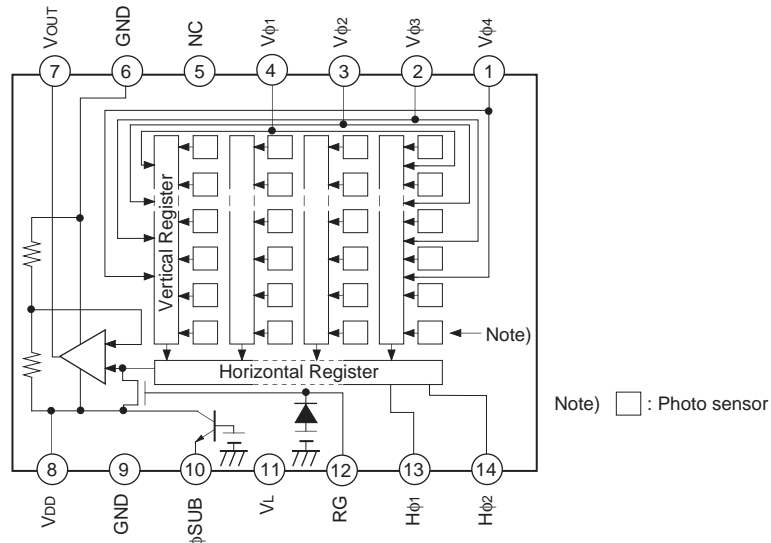 VOUT
GND
NC
Vϕ1
Vϕ2
Vϕ3
Vϕ4
7
6
5
4
3
2
1
Vertical Register
Note)
Horizontal Register
Note) : Photo sensor
8
9
10
11
12
13
14
VDD
GND
ϕSUB
VL
RG
Hϕ1
Hϕ2